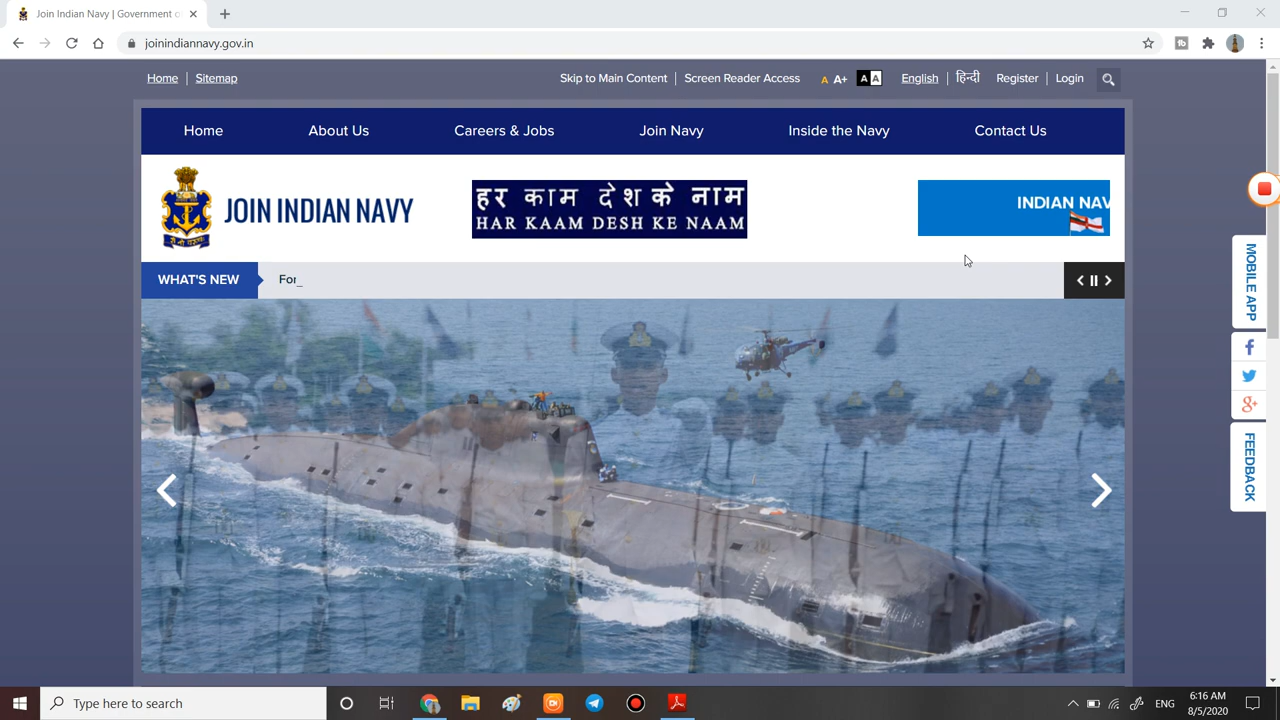 Join Indian Navy | Government o
joinindiannavy.gov.in
Home | Sitemap
Skip to Main Content | Screen Reader Access
A A+ A A English | हिन्दी Register | Login
Home About Us Careers & Jobs Join Navy Inside the Navy Contact Us
JOIN INDIAN NAVY
हर काम देश के नाम
HAR KAAM DESH KE NAAM
INDIAN NAV
WHAT'S NEW
For_
MOBILE APP
FEEDBACK
Type here to search
ENG
6:16 AM
8/5/2020